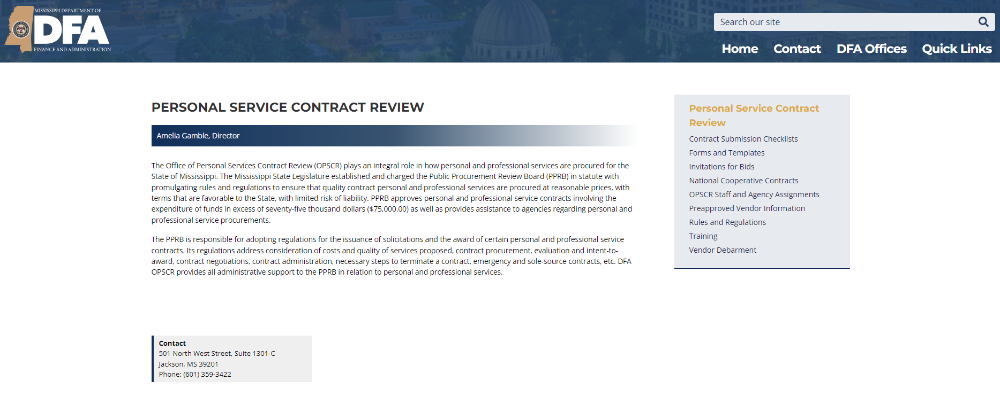 MISSISSIPPI DEPARTMENT OF
DFA
FINANCE AND ADMINISTRATION
Search our site
Home Contact DFA Offices Quick Links
PERSONAL SERVICE CONTRACT REVIEW
Amelia Gamble, Director
The Office of Personal Services Contract Review (OPSCR) plays an integral role in how personal and professional services are procured for the
State of Mississippi. The Mississippi State Legislature established and charged the Public Procurement Review Board (PPRB) in statute with
promulgating rules and regulations to ensure that quality contract personal and professional services are procured at reasonable prices, with
terms that are favorable to the State, with limited risk of liability. PPRB approves personal and professional service contracts involving the
expenditure of funds in excess of seventy-five thousand dollars ($75,000.00) as well as provides assistance to agencies regarding personal and
professional service procurements.
The PPRB is responsible for adopting regulations for the issuance of solicitations and the award of certain personal and professional service
contracts. Its regulations address consideration of costs and quality of services proposed, contract procurement, evaluation and intent-to-
award, contract negotiations, contract administration, necessary steps to terminate a contract, emergency and sole-source contracts, etc. DFA
OPSCR provides all administrative support to the PPRB in relation to personal and professional services.
Contact
501 North West Street, Suite 1301-C
Jackson, MS 39201
Phone: (601) 359-3422
Personal Service Contract
Review
Contract Submission Checklists
Forms and Templates
Invitations for Bids
National Cooperative Contracts
OPSCR Staff and Agency Assignments
Preapproved Vendor Information
Rules and Regulations
Training
Vendor Debarment